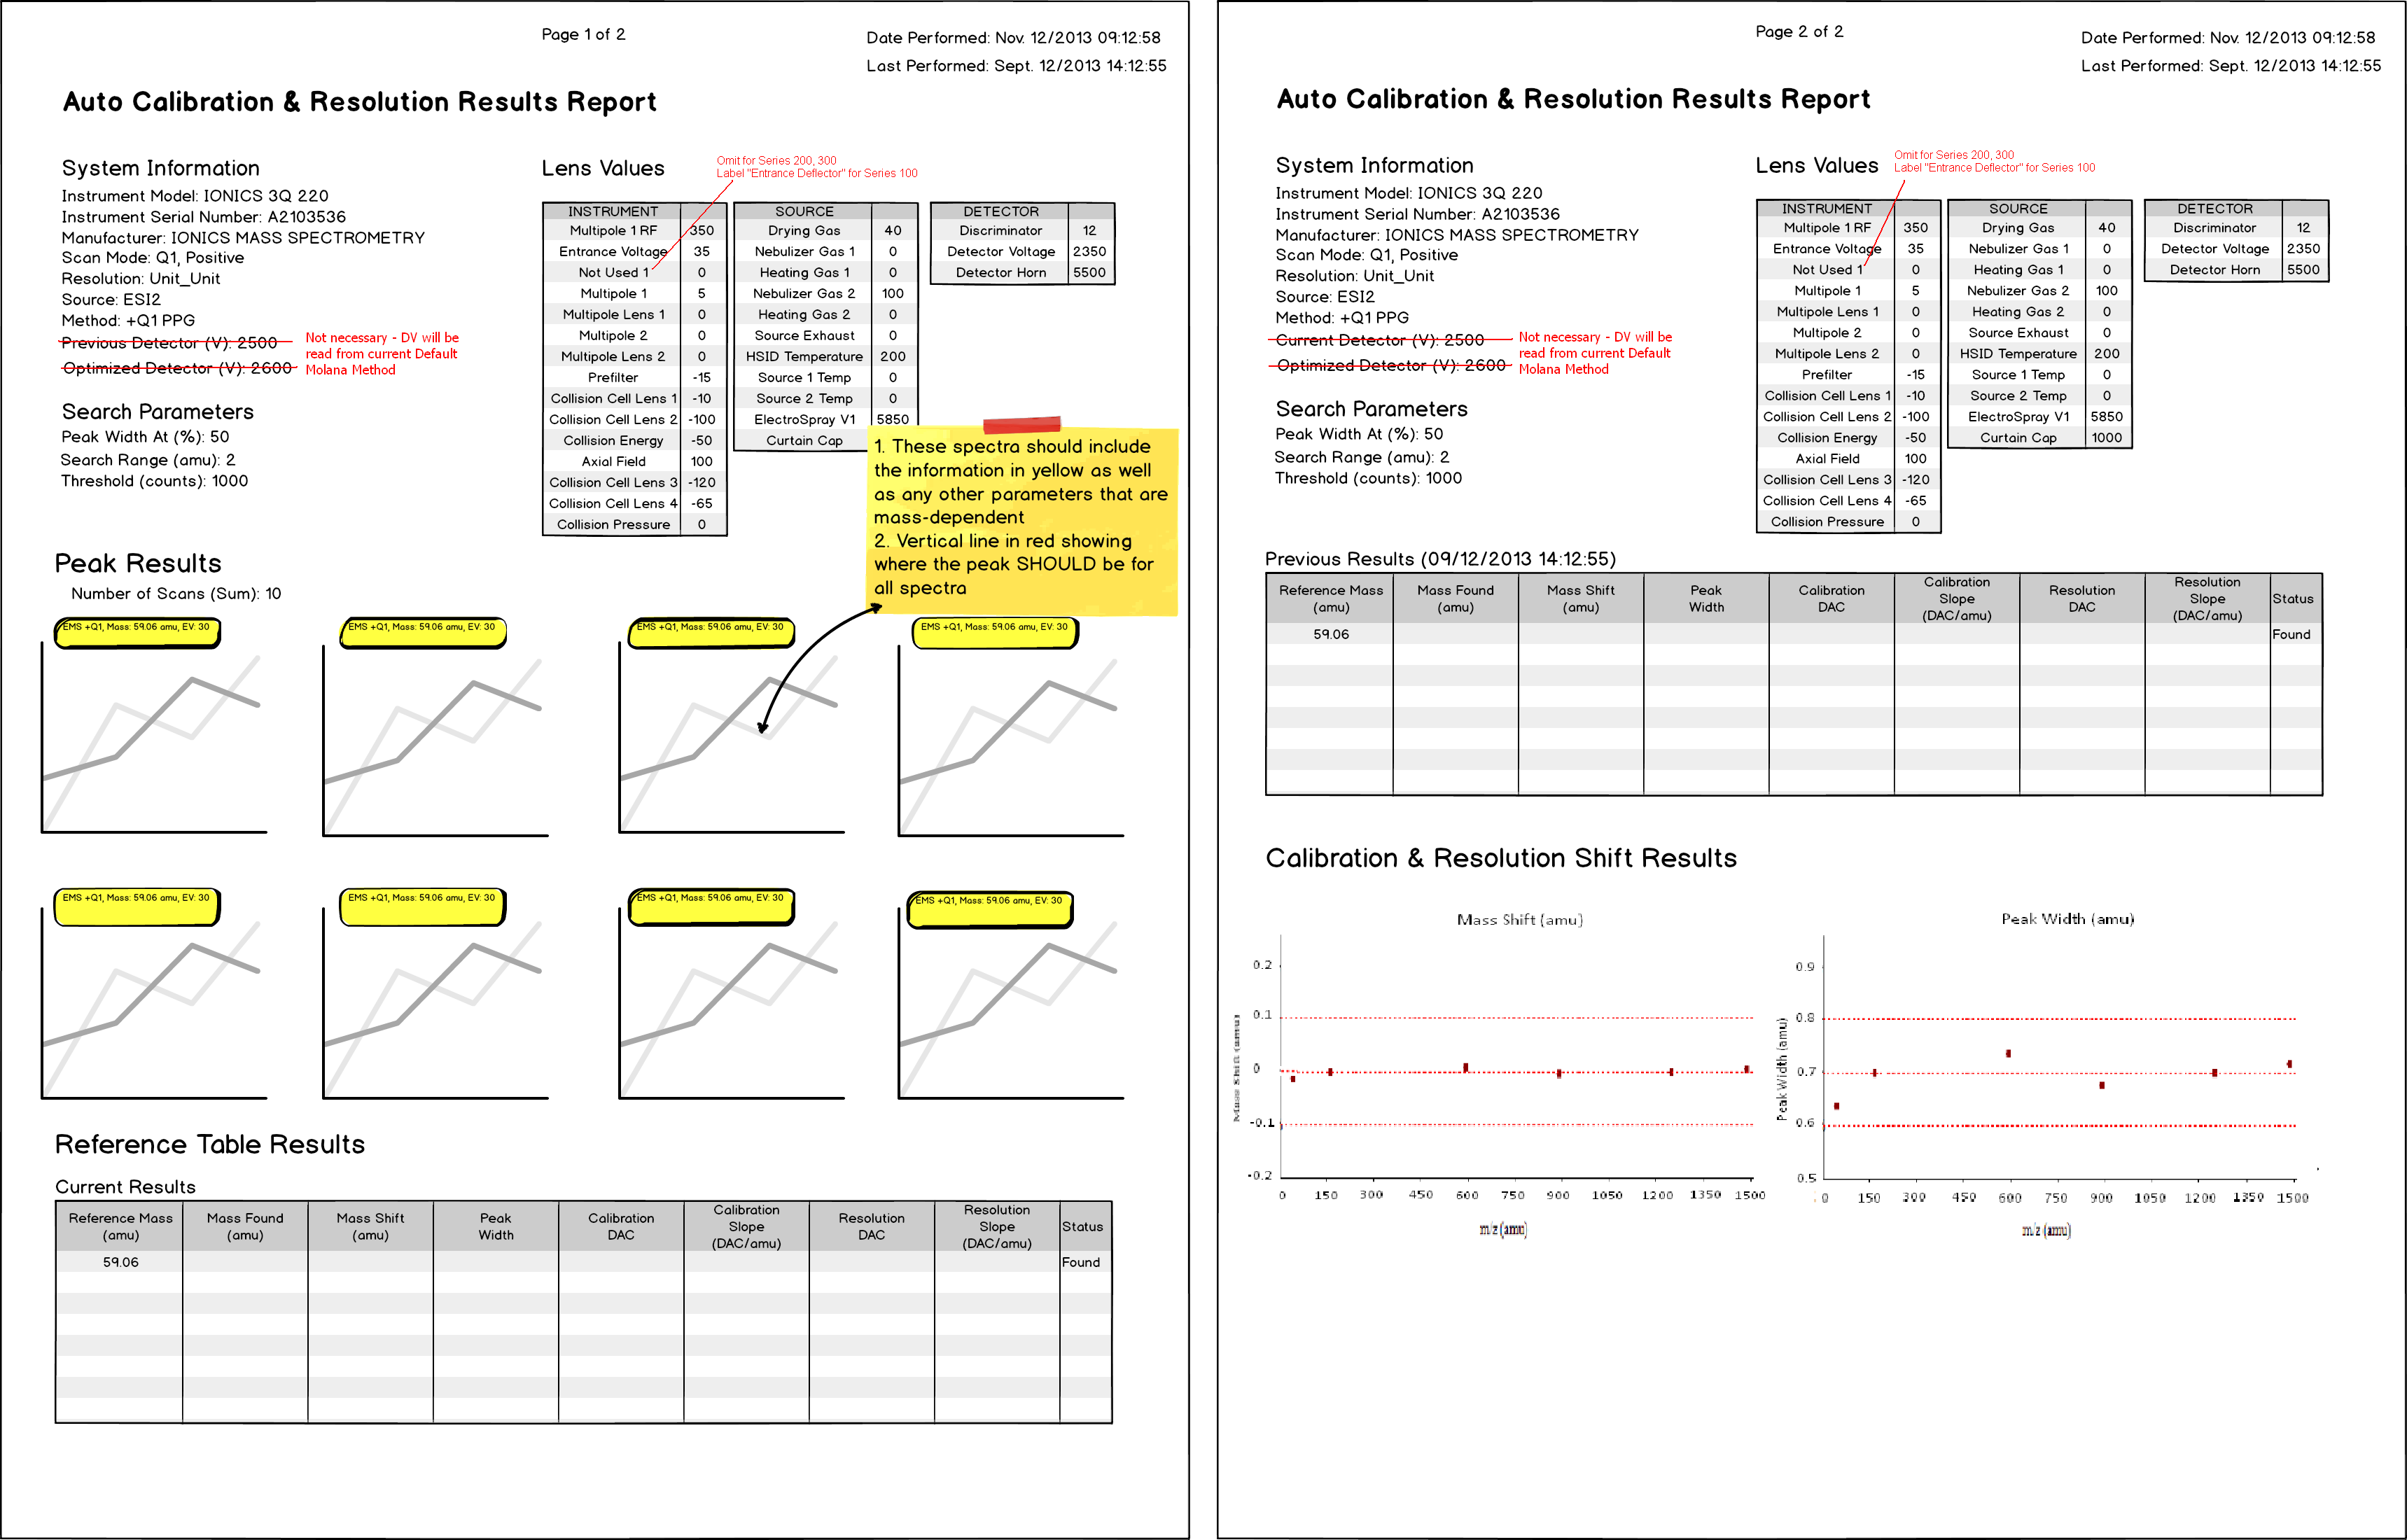 Page 1 of 2
Date Performed: Nov. 12/2013 09:12:58
Last Performed: Sept. 12/2013 14:12:55
Auto Calibration & Resolution Results Report
System Information
Instrument Model: IONICS 3Q 220
Instrument Serial Number: A2103536
Manufacturer: IONICS MASS SPECTROMETRY
Scan Mode: Q1, Positive
Resolution: Unit_Unit
Source: ESI2
Method: +Q1 PPG
Previous Detector (V): 2500
Optimized Detector (V): 2600
Not necessary - DV will be
read from current Default
Molana Method
Search Parameters
Peak Width At (%): 50
Search Range (amu): 2
Threshold (counts): 1000
Lens Values
Omit for Series 200, 300
Label "Entrance Deflector" for Series 100
INSTRUMENT
Multipole 1 RF 350
Entrance Voltage 35
Not Used 1 0
Multipole 1 5
Multipole Lens 1 0
Multipole 2 0
Multipole Lens 2 0
Prefilter -15
Collision Cell Lens 1 -10
Collision Cell Lens 2 -100
Collision Energy -50
Axial Field 100
Collision Cell Lens 3 -120
Collision Cell Lens 4 -65
Collision Pressure 0
SOURCE
Drying Gas 40
Nebulizer Gas 1 0
Heating Gas 1 0
Nebulizer Gas 2 100
Heating Gas 2 0
Source Exhaust 0
HSID Temperature 200
Source 1 Temp 0
Source 2 Temp 0
ElectroSpray V1 5850
Curtain Cap
DETECTOR
Discriminator 12
Detector Voltage 2350
Detector Horn 5500
1. These spectra should include
the information in yellow as well
as any other parameters that are
mass-dependent
2. Vertical line in red showing
where the peak SHOULD be for
all spectra
Peak Results
Number of Scans (Sum): 10
EMS +Q1, Mass: 59.06 amu, EV: 30
EMS +Q1, Mass: 59.06 amu, EV: 30
EMS +Q1, Mass: 59.06 amu, EV: 30
EMS +Q1, Mass: 59.06 amu, EV: 30
EMS +Q1, Mass: 59.06 amu, EV: 30
EMS +Q1, Mass: 59.06 amu, EV: 30
EMS +Q1, Mass: 59.06 amu, EV: 30
EMS +Q1, Mass: 59.06 amu, EV: 30
Reference Table Results
Current Results
Reference Mass (amu) Mass Found (amu) Mass Shift (amu) Peak Width Calibration DAC Calibration Slope (DAC/amu) Resolution DAC Resolution Slope (DAC/amu) Status
59.06 Found
Page 2 of 2
Date Performed: Nov. 12/2013 09:12:58
Last Performed: Sept. 12/2013 14:12:55
Auto Calibration & Resolution Results Report
System Information
Instrument Model: IONICS 3Q 220
Instrument Serial Number: A2103536
Manufacturer: IONICS MASS SPECTROMETRY
Scan Mode: Q1, Positive
Resolution: Unit_Unit
Source: ESI2
Method: +Q1 PPG
Current Detector (V): 2500
Optimized Detector (V): 2600
Not necessary - DV will be
read from current Default
Molana Method
Search Parameters
Peak Width At (%): 50
Search Range (amu): 2
Threshold (counts): 1000
Lens Values
Omit for Series 200, 300
Label "Entrance Deflector" for Series 100
INSTRUMENT
Multipole 1 RF 350
Entrance Voltage 35
Not Used 1 0
Multipole 1 5
Multipole Lens 1 0
Multipole 2 0
Multipole Lens 2 0
Prefilter -15
Collision Cell Lens 1 -10
Collision Cell Lens 2 -100
Collision Energy -50
Axial Field 100
Collision Cell Lens 3 -120
Collision Cell Lens 4 -65
Collision Pressure 0
SOURCE
Drying Gas 40
Nebulizer Gas 1 0
Heating Gas 1 0
Nebulizer Gas 2 100
Heating Gas 2 0
Source Exhaust 0
HSID Temperature 200
Source 1 Temp 0
Source 2 Temp 0
ElectroSpray V1 5850
Curtain Cap 1000
DETECTOR
Discriminator 12
Detector Voltage 2350
Detector Horn 5500
Previous Results (09/12/2013 14:12:55)
Reference Mass (amu) Mass Found (amu) Mass Shift (amu) Peak Width Calibration DAC Calibration Slope (DAC/amu) Resolution DAC Resolution Slope (DAC/amu) Status
59.06 Found
Calibration & Resolution Shift Results
Mass Shift (amu)
Mass Shift (amu)
0.2
0.1
0
-0.1
-0.2
0 150 300 450 600 750 900 1050 1200 1350 1500
m/z (amu)
Peak Width (amu)
Peak Width (amu)
0.9
0.8
0.7
0.6
0.5
0 150 300 450 600 750 900 1050 1200 1350 1500
m/z (amu)